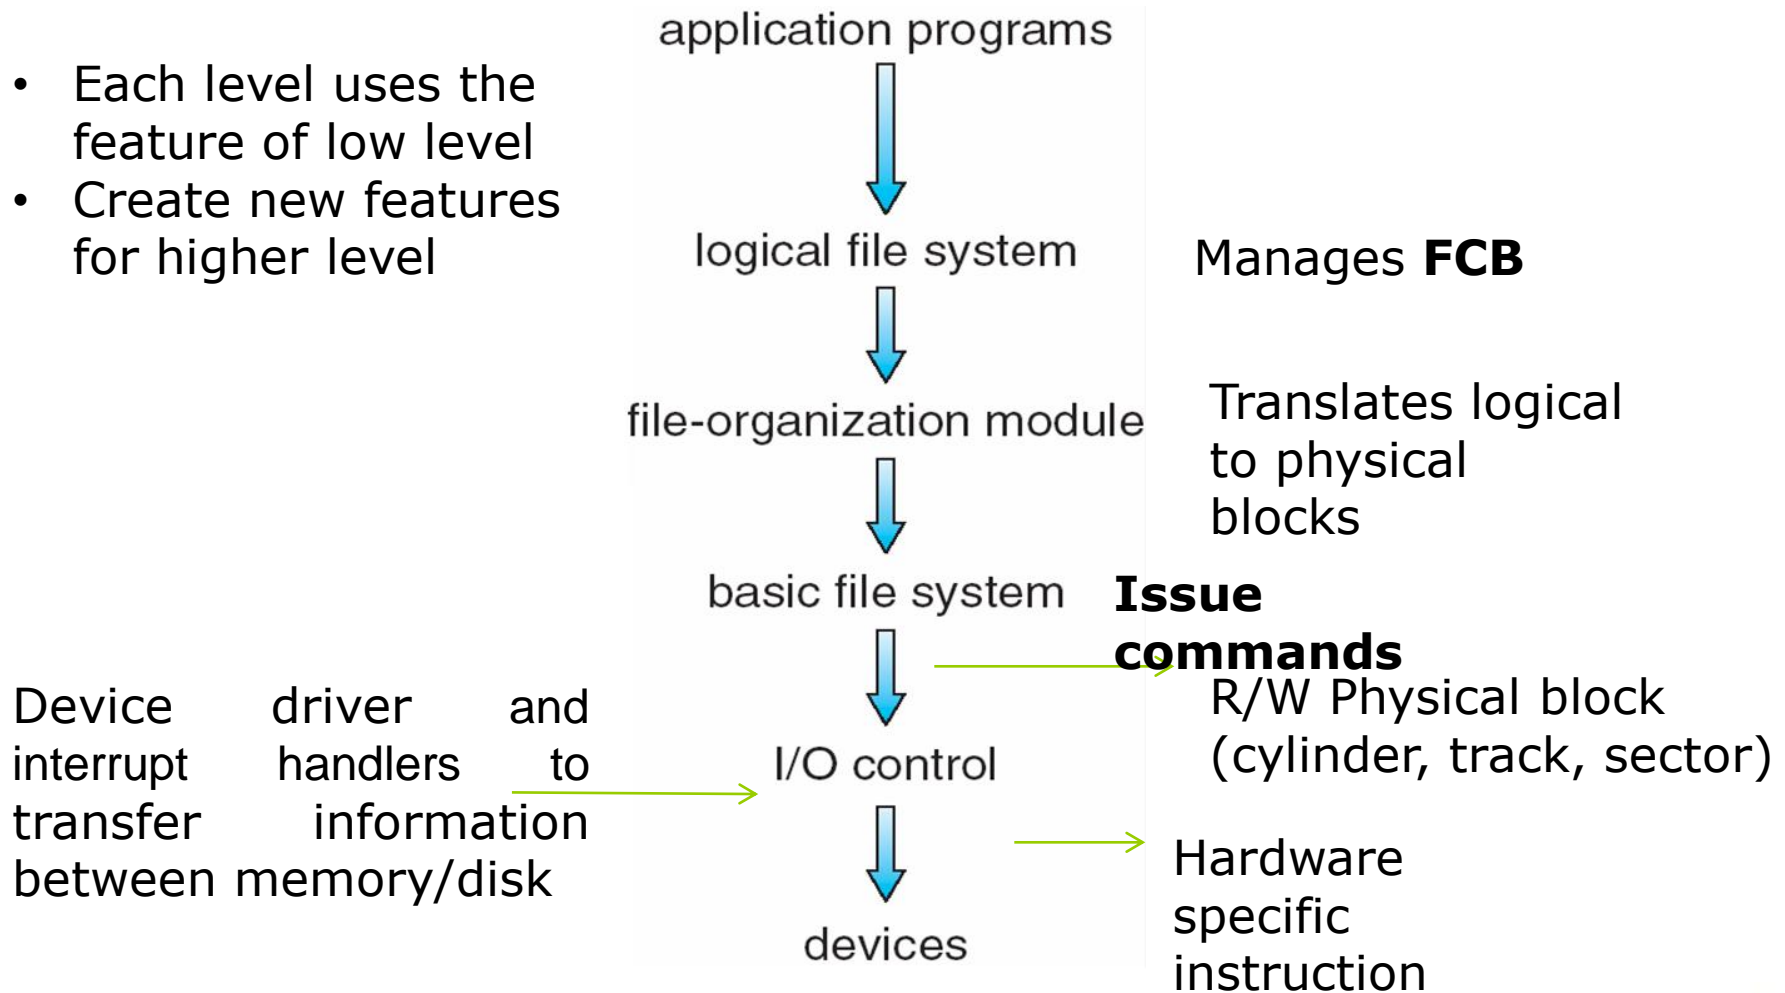 application programs
• Each level uses the
feature of low level
• Create new features
for higher level
logical file system
Manages FCB
file-organization module
Translates logical
to physical
blocks
basic file system
Issue
commands
R/W Physical block
(cylinder, track, sector)
Device driver and
interrupt handlers to
transfer information
between memory/disk
I/O control
Hardware
specific
instruction
devices